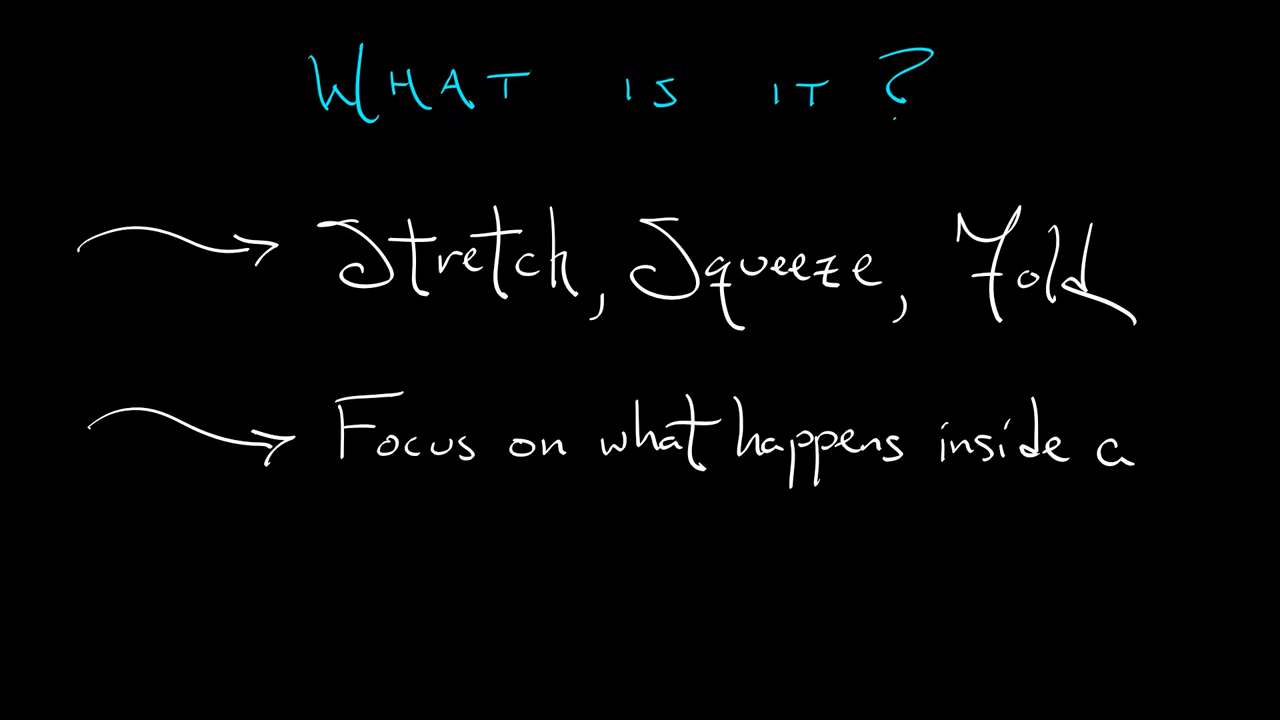 WHAT IS IT?
Stretch, Squeeze, Fold
Focus on what happens inside a